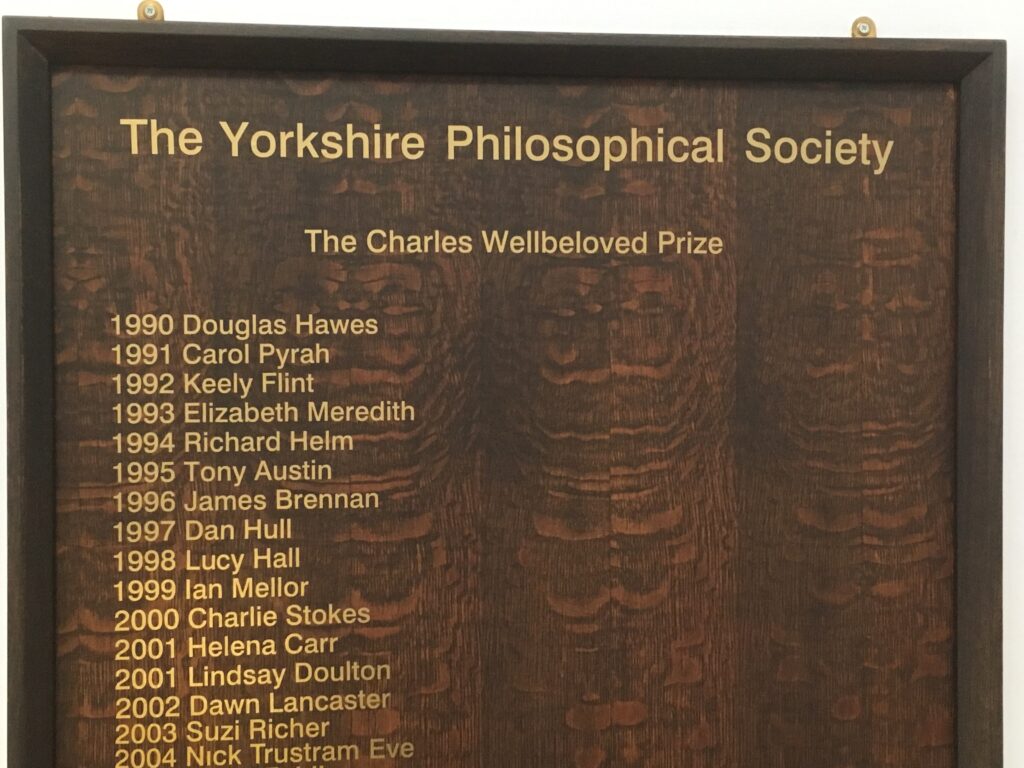 The Yorkshire Philosophical Society
The Charles Wellbeloved Prize
1990 Douglas Hawes
1991 Carol Pyrah
1992 Keely Flint
1993 Elizabeth Meredith
1994 Richard Helm
1995 Tony Austin
1996 James Brennan
1997 Dan Hull
1998 Lucy Hall
1999 Ian Mellor
2000 Charlie Stokes
2001 Helena Carr
2001 Lindsay Doulton
2002 Dawn Lancaster
2003 Suzi Richer
2004 Nick Trustram Eve